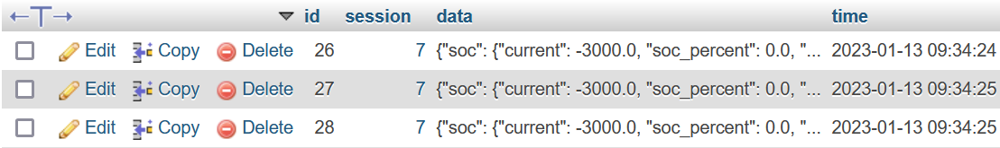 id session data time
Edit Copy Delete 26 7 {"soc": {"current": -3000.0, "soc_percent": 0.0, "... 2023-01-13 09:34:24
Edit Copy Delete 27 7 {"soc": {"current": -3000.0, "soc_percent": 0.0, "... 2023-01-13 09:34:25
Edit Copy Delete 28 7 {"soc": {"current": -3000.0, "soc_percent": 0.0, "... 2023-01-13 09:34:25